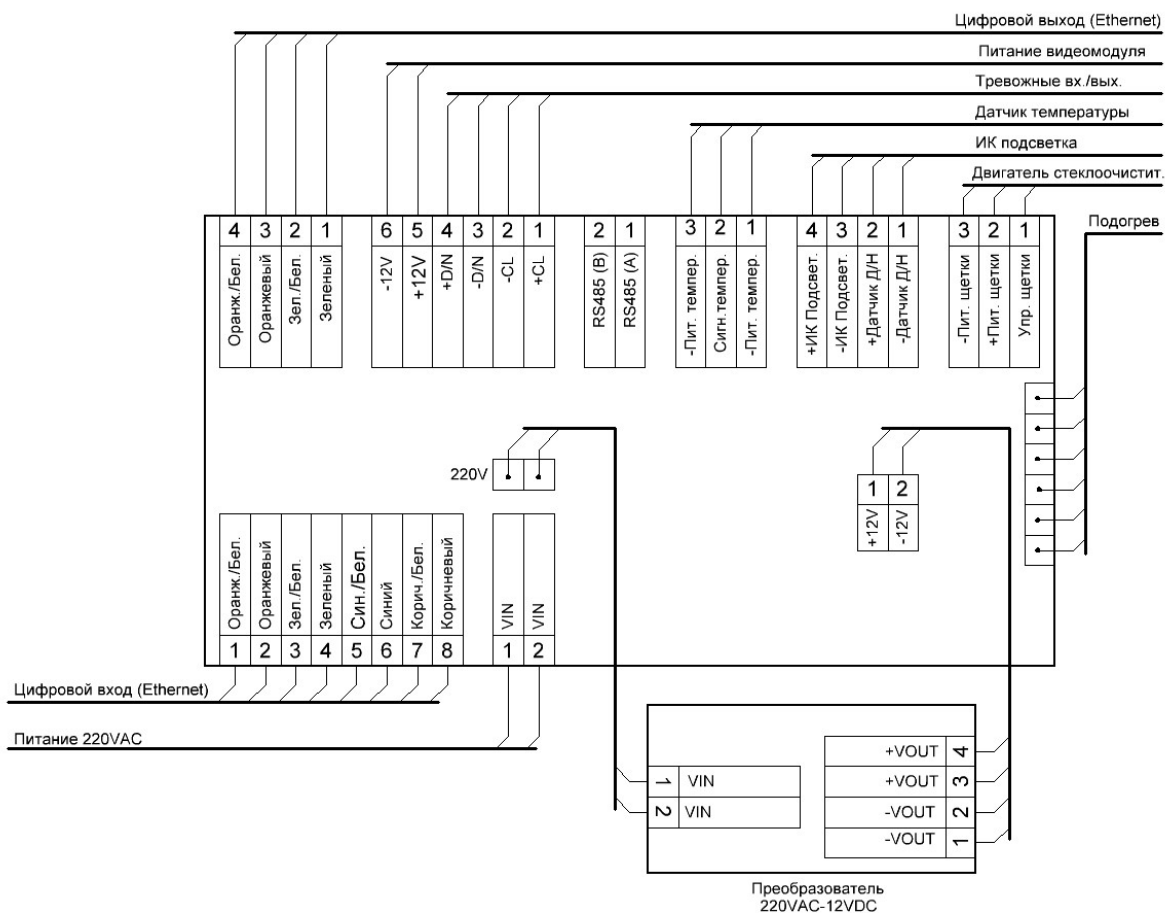 Цифровой выход (Ethernet)
Питание видеомодуля
Тревожные вх./вых.
Датчик температуры
ИК подсветка
Двигатель стеклоочистит.
Подогрев
4 3 2 1
Оранж./Бел.
Оранжевый
Зел./Бел.
Зеленый
6 5 4 3 2 1
-12V
+12V
+D/N
-D/N
-CL
+CL
2 1
RS485 (B)
RS485 (A)
3 2 1
-Пит. темпер.
Сигн.темпер.
-Пит. темпер.
4 3 2 1
+ИК Подсвет.
-ИК Подсвет.
+Датчик Д/Н
-Датчик Д/Н
3 2 1
-Пит. щетки
+Пит. щетки
Упр. щетки
220V
1 2
+12V
-12V
Оранж./Бел.
Оранжевый
Зел./Бел.
Зеленый
Син./Бел.
Синий
Корич./Бел.
Коричневый
1 2 3 4 5 6 7 8
VIN
VIN
1 2
Цифровой вход (Ethernet)
Питание 220VAC
1 VIN
2 VIN
+VOUT 4
+VOUT 3
-VOUT 2
-VOUT 1
Преобразователь
220VAC-12VDC